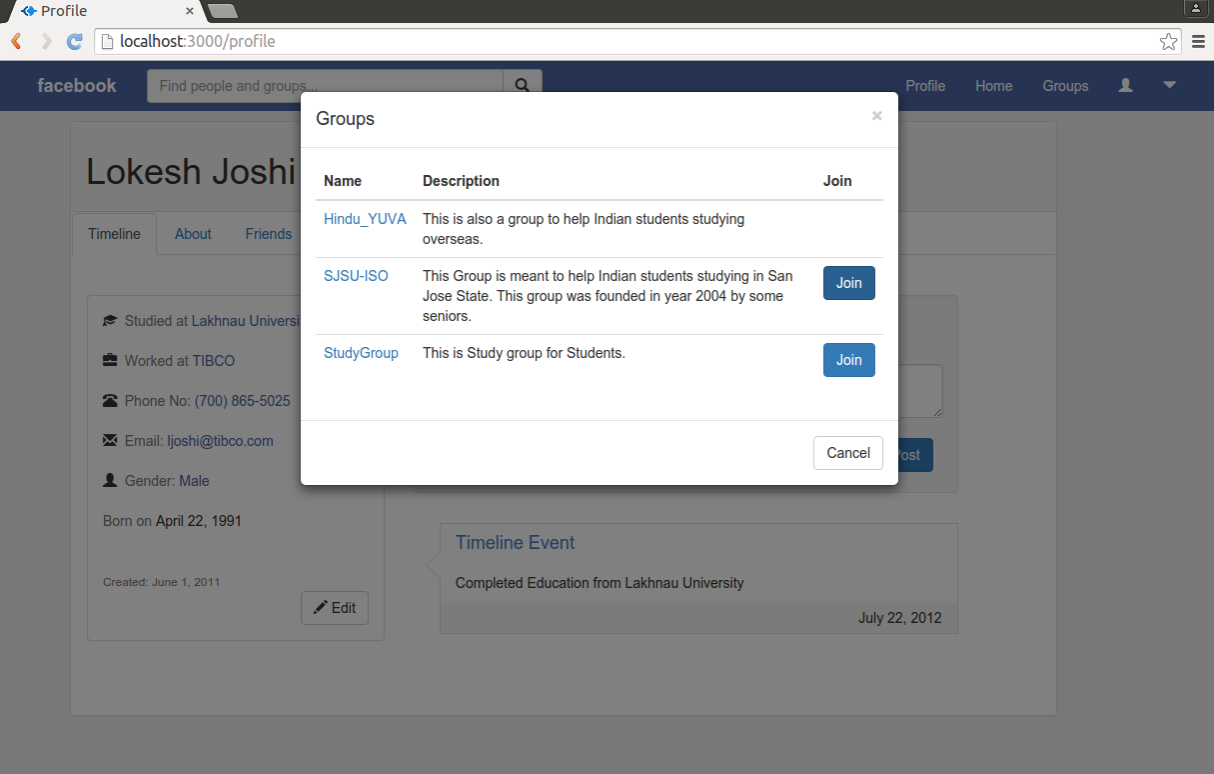 Profile
localhost:3000/profile
facebook
Find people and groups...
Profile Home Groups
Groups
Name Description Join
Hindu_YUVA This is also a group to help Indian students studying
overseas.
SJSU-ISO This Group is meant to help Indian students studying in San Join
Jose State. This group was founded in year 2004 by some
seniors.
StudyGroup This is Study group for Students. Join
Cancel
Lokesh Joshi
Timeline About Friends
Studied at Lakhnau Universi
Worked at TIBCO
Phone No: (700) 865-5025
Email: ljoshi@tibco.com
Gender: Male
Born on April 22, 1991
Created: June 1, 2011
Edit
Post
Timeline Event
Completed Education from Lakhnau University
July 22, 2012